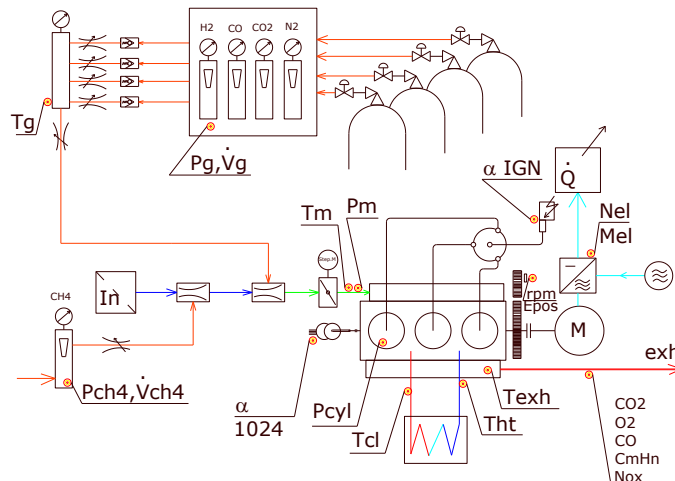 H2 CO CO2 N2
Tg
Pg,V̇g
α IGN
Q̇
Nel
Mel
Tm
Pm
Step.M
In
CH4
rpm
Epos
M
exh
Pch4,V̇ch4
α
1024
Pcyl
Tcl
Tht
Texh
CO2
O2
CO
CmHn
Nox